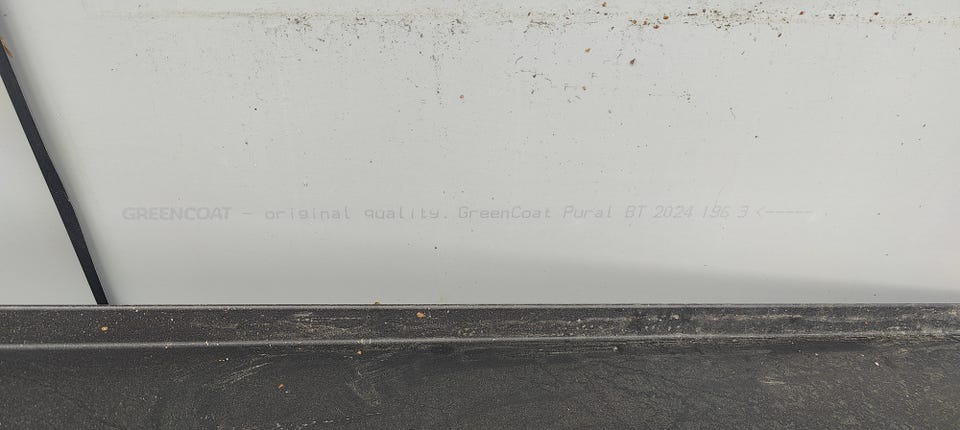 GREENCOAT - original quality. GreenCoat Pural BT 2024 196 3 <-----